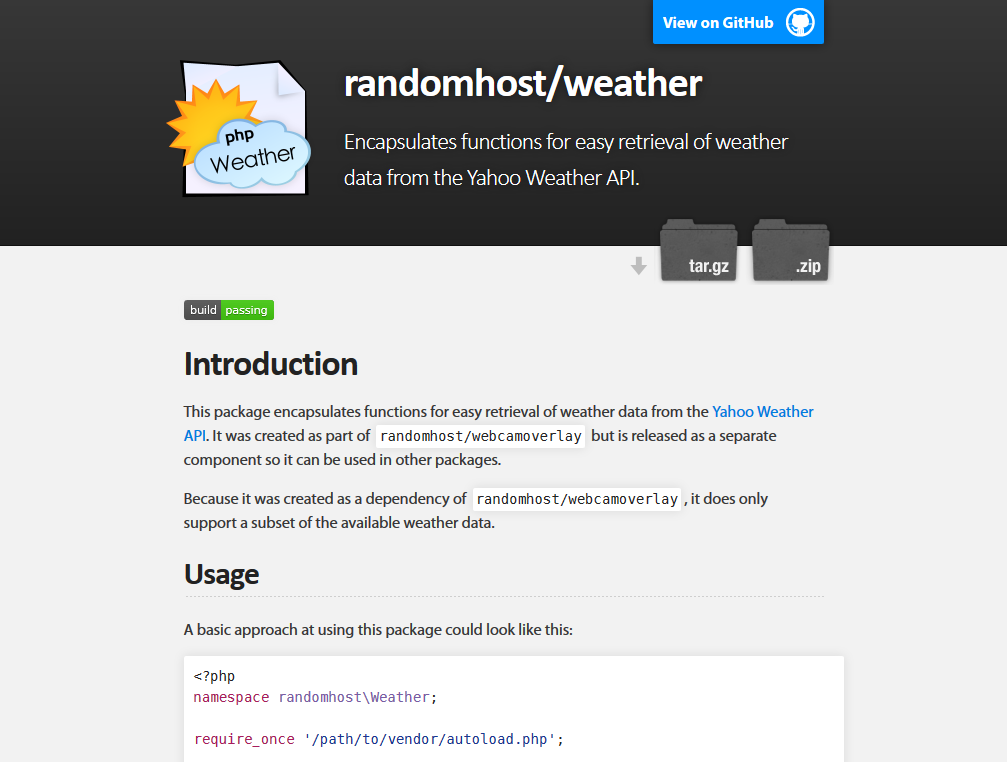 View on GitHub
randomhost/weather
php
Weather
Encapsulates functions for easy retrieval of weather
data from the Yahoo Weather API.
tar.gz
.zip
build passing
Introduction
This package encapsulates functions for easy retrieval of weather data from the Yahoo Weather
API. It was created as part of randomhost/webcamoverlay but is released as a separate
component so it can be used in other packages.
Because it was created as a dependency of randomhost/webcamoverlay , it does only
support a subset of the available weather data.
Usage
A basic approach at using this package could look like this:
<?php
namespace randomhost\Weather;
require_once '/path/to/vendor/autoload.php';